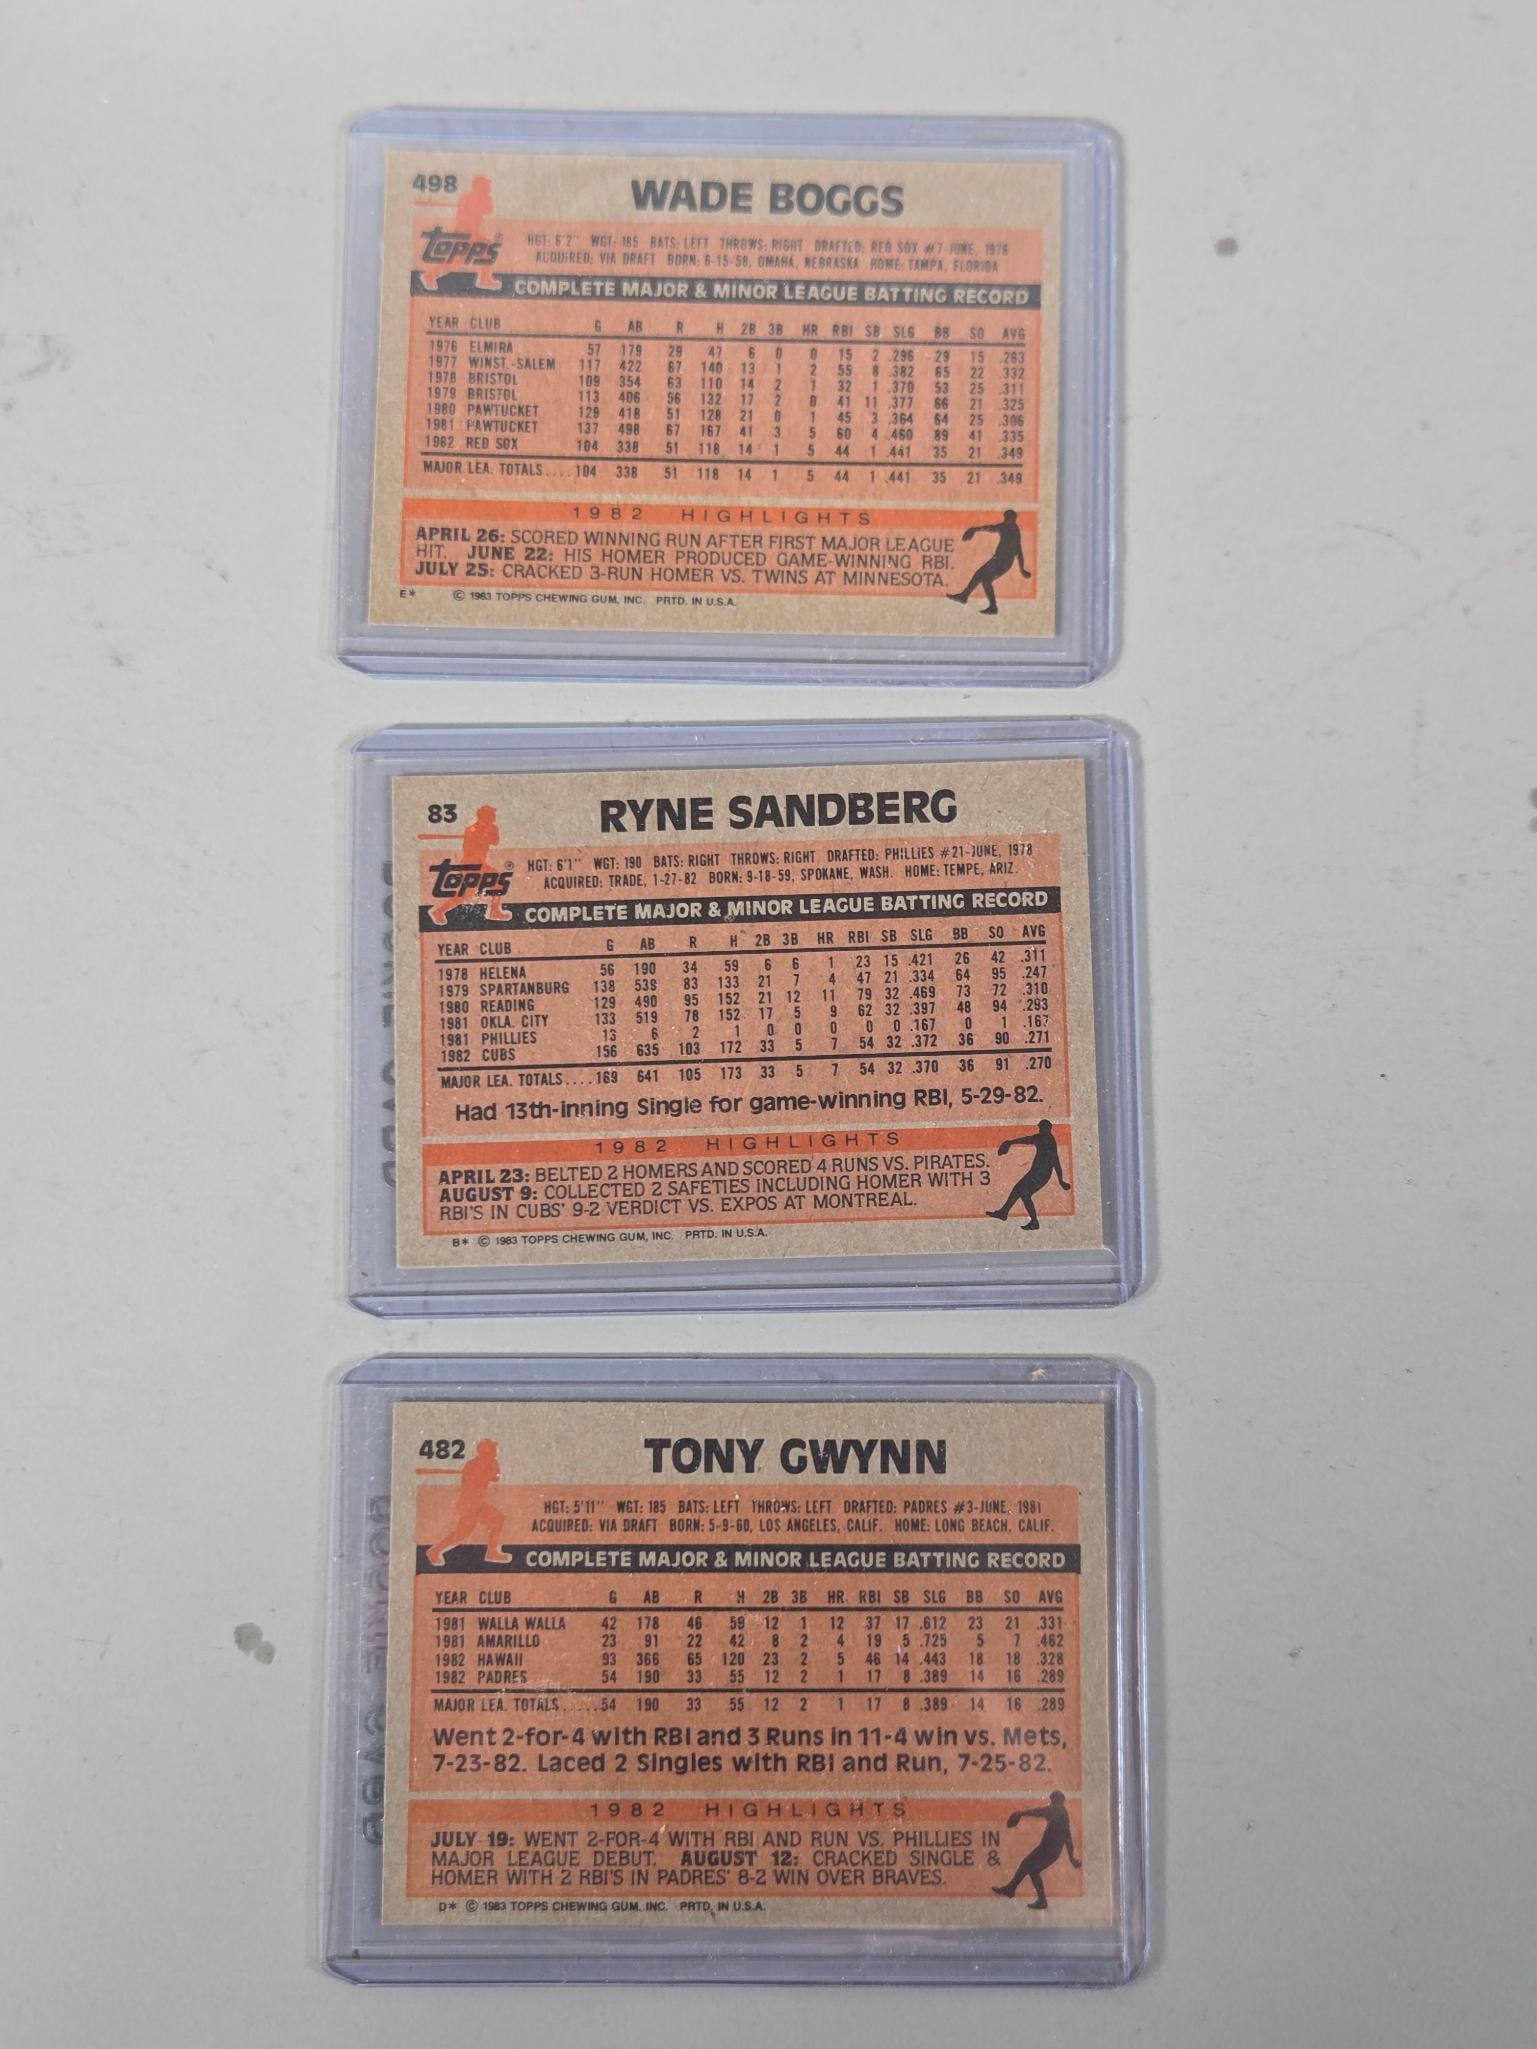 498
WADE BOGGS
Topps®
HGT: 6'2" WGT: 185 BATS: LEFT THROWS: RIGHT DRAFTED: RED SOX #7-JUNE, 1976
ACQUIRED: VIA DRAFT BORN: 6-15-58, OMAHA, NEBRASKA HOME: TAMPA, FLORIDA
COMPLETE MAJOR & MINOR LEAGUE BATTING RECORD
YEAR CLUB G AB R H 2B 3B HR RBI SB SLG BB SO AVG
1976 ELMIRA 57 179 29 47 6 0 0 15 2 .296 29 15 .263
1977 WINST.-SALEM 117 422 67 140 13 1 2 55 8 .382 65 22 .332
1978 BRISTOL 109 354 63 110 14 2 1 32 1 .370 53 25 .311
1979 BRISTOL 113 406 56 132 17 2 0 41 11 .377 66 21 .325
1980 PAWTUCKET 129 418 51 128 21 0 1 45 3 .364 64 25 .306
1981 PAWTUCKET 137 498 67 167 41 3 5 60 4 .460 89 41 .335
1982 RED SOX 104 338 51 118 14 1 5 44 1 .441 35 21 .349
MAJOR LEA. TOTALS.... 104 338 51 118 14 1 5 44 1 .441 35 21 .349
1982 HIGHLIGHTS
APRIL 26: SCORED WINNING RUN AFTER FIRST MAJOR LEAGUE
HIT. JUNE 22: HIS HOMER PRODUCED GAME-WINNING RBI.
JULY 25: CRACKED 3-RUN HOMER VS. TWINS AT MINNESOTA.
E* © 1983 TOPPS CHEWING GUM, INC. PRTD. IN U.S.A.
83
RYNE SANDBERG
Topps®
HGT: 6'1" WGT: 190 BATS: RIGHT THROWS: RIGHT DRAFTED: PHILLIES #21-JUNE, 1978
ACQUIRED: TRADE, 1-27-82 BORN: 9-18-59, SPOKANE, WASH. HOME: TEMPE, ARIZ.
COMPLETE MAJOR & MINOR LEAGUE BATTING RECORD
YEAR CLUB G AB R H 2B 3B HR RBI SB SLG BB SO AVG
1978 HELENA 56 190 34 59 6 6 1 23 15 .421 26 42 .311
1979 SPARTANBURG 138 539 83 133 21 7 4 47 21 .334 64 95 .247
1980 READING 129 490 95 152 21 12 11 79 32 .469 73 72 .310
1981 OKLA. CITY 133 519 78 152 17 5 9 62 32 .397 48 94 .293
1981 PHILLIES 13 6 2 1 0 0 0 0 0 .167 0 1 .167
1982 CUBS 156 635 103 172 33 5 7 54 32 .372 36 90 .271
MAJOR LEA. TOTALS.... 169 641 105 173 33 5 7 54 32 .370 36 91 .270
Had 13th-inning Single for game-winning RBI, 5-29-82.
1982 HIGHLIGHTS
APRIL 23: BELTED 2 HOMERS AND SCORED 4 RUNS VS. PIRATES.
AUGUST 9: COLLECTED 2 SAFETIES INCLUDING HOMER WITH 3
RBI'S IN CUBS' 9-2 VERDICT VS. EXPOS AT MONTREAL.
B* © 1983 TOPPS CHEWING GUM, INC. PRTD. IN U.S.A.
482
TONY GWYNN
HGT: 5'11" WGT: 185 BATS: LEFT THROWS: LEFT DRAFTED: PADRES #3-JUNE, 1981
ACQUIRED: VIA DRAFT BORN: 5-9-60, LOS ANGELES, CALIF. HOME: LONG BEACH, CALIF.
COMPLETE MAJOR & MINOR LEAGUE BATTING RECORD
YEAR CLUB G AB R H 2B 3B HR RBI SB SLG BB SO AVG
1981 WALLA WALLA 42 178 46 59 12 1 12 37 17 .612 23 21 .331
1981 AMARILLO 23 91 22 42 8 2 4 19 5 .725 5 7 .462
1982 HAWAII 93 366 65 120 23 2 5 46 14 .443 18 18 .328
1982 PADRES 54 190 33 55 12 2 1 17 8 .389 14 16 .289
MAJOR LEA. TOTALS..... 54 190 33 55 12 2 1 17 8 .389 14 16 .289
Went 2-for-4 with RBI and 3 Runs in 11-4 win vs. Mets,
7-23-82. Laced 2 Singles with RBI and Run, 7-25-82.
1982 HIGHLIGHTS
JULY 19: WENT 2-FOR-4 WITH RBI AND RUN VS. PHILLIES IN
MAJOR LEAGUE DEBUT. AUGUST 12: CRACKED SINGLE &
HOMER WITH 2 RBI'S IN PADRES' 8-2 WIN OVER BRAVES.
D* © 1983 TOPPS CHEWING GUM, INC. PRTD. IN U.S.A.
ROOKIE CARD
ROOKIE CARD